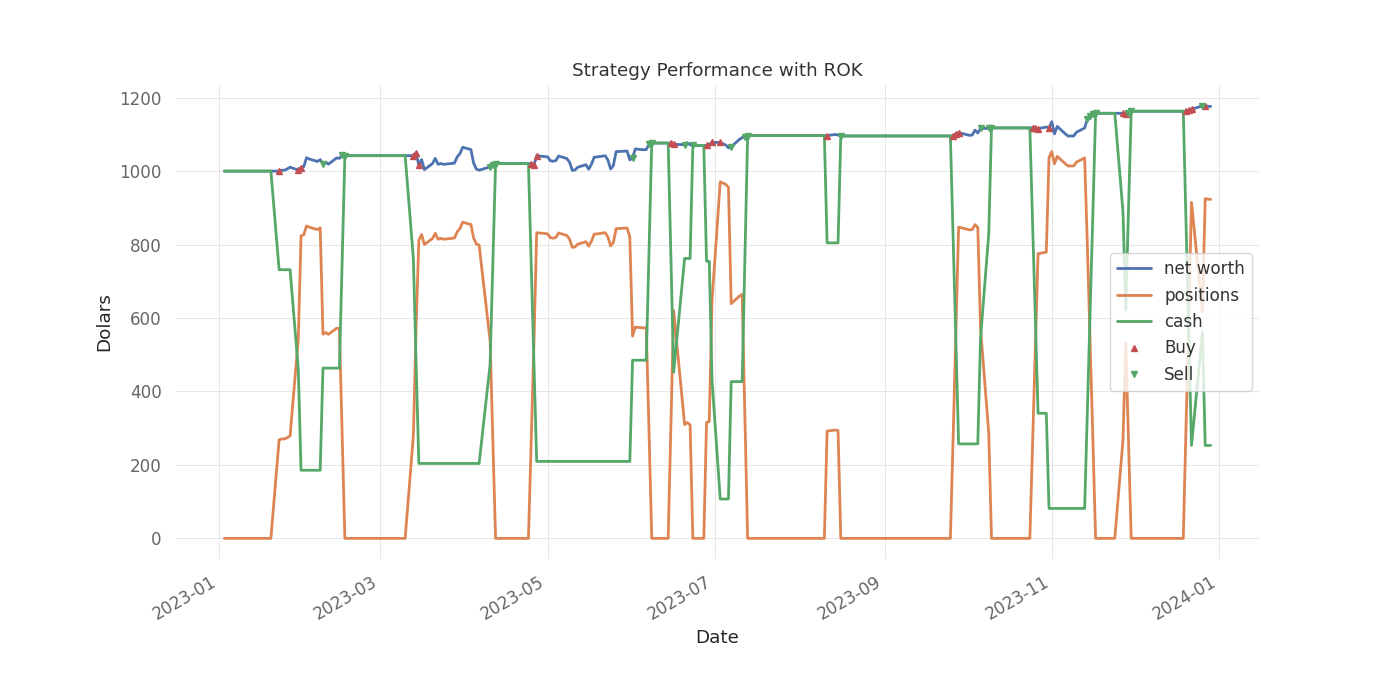 Strategy Performance with ROK
1200
1000
800
600
400
200
0
Dolars
net worth
positions
cash
Buy
Sell
2023-01
2023-03
2023-05
2023-07
2023-09
2023-11
2024-01
Date